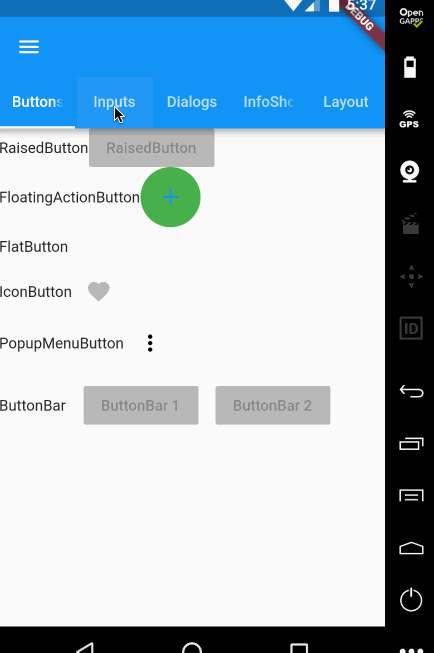 5:37
DEBUG
Open
GAPPS
Buttons
Inputs
Dialogs
InfoSho
Layout
GPS
RaisedButton
RaisedButton
FloatingActionButton
FlatButton
IconButton
ID
PopupMenuButton
ButtonBar
ButtonBar 1
ButtonBar 2